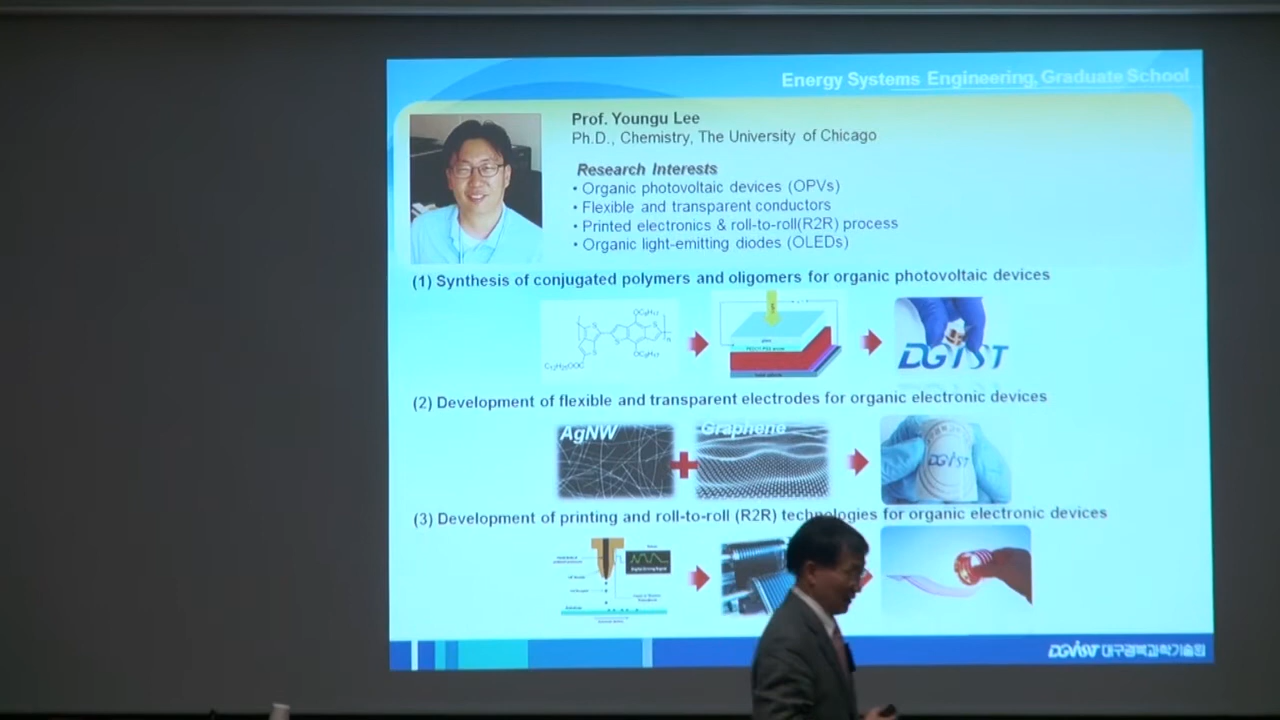 Energy Systems Engineering, Graduate School
Prof. Youngu Lee
Ph.D., Chemistry, The University of Chicago
Research Interests
• Organic photovoltaic devices (OPVs)
• Flexible and transparent conductors
• Printed electronics & roll-to-roll(R2R) process
• Organic light-emitting diodes (OLEDs)
(1) Synthesis of conjugated polymers and oligomers for organic photovoltaic devices
DGIST
(2) Development of flexible and transparent electrodes for organic electronic devices
AgNW
Graphene
DGIST
(3) Development of printing and roll-to-roll (R2R) technologies for organic electronic devices
DGIST 대구경북과학기술원